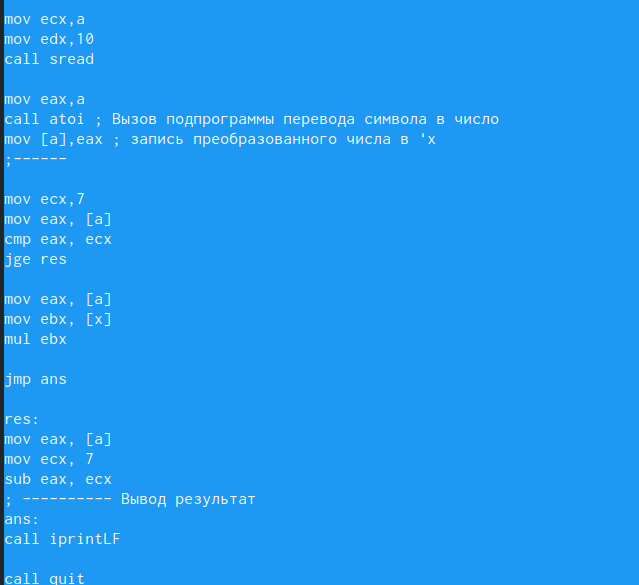 mov ecx,a
mov edx,10
call sread
mov eax,a
call atoi ; Вызов подпрограммы перевода символа в число
mov [a],eax ; запись преобразованного числа в 'x
;------
mov ecx,7
mov eax, [a]
cmp eax, ecx
jge res
mov eax, [a]
mov ebx, [x]
mul ebx
jmp ans
res:
mov eax, [a]
mov ecx, 7
sub eax, ecx
; ---------- Вывод результат
ans:
call iprintLF
call quit